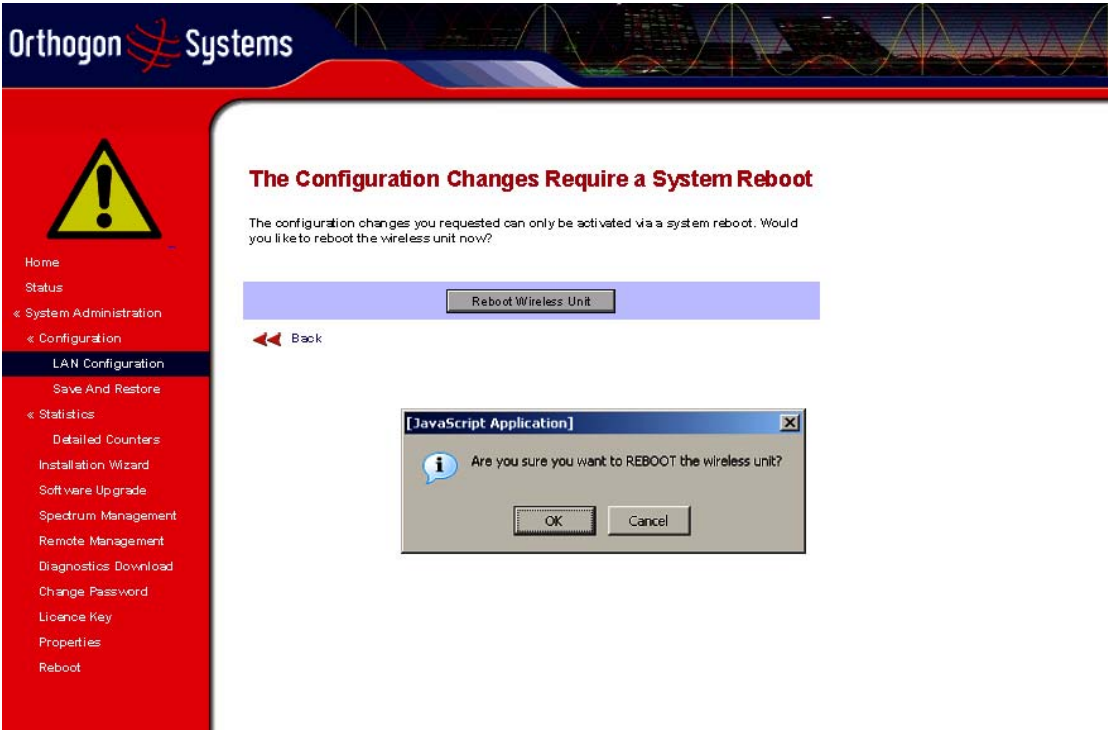 Orthogon Systems
The Configuration Changes Require a System Reboot
The configuration changes you requested can only be activated via a system reboot. Would
you like to reboot the wireless unit now?
Reboot Wireless Unit
Back
Home
Status
« System Administration
« Configuration
LAN Configuration
Save And Restore
« Statistics
Detailed Counters
Installation Wizard
Software Upgrade
Spectrum Management
Remote Management
Diagnostics Download
Change Password
Licence Key
Properties
Reboot
[JavaScript Application]
Are you sure you want to REBOOT the wireless unit?
OK
Cancel